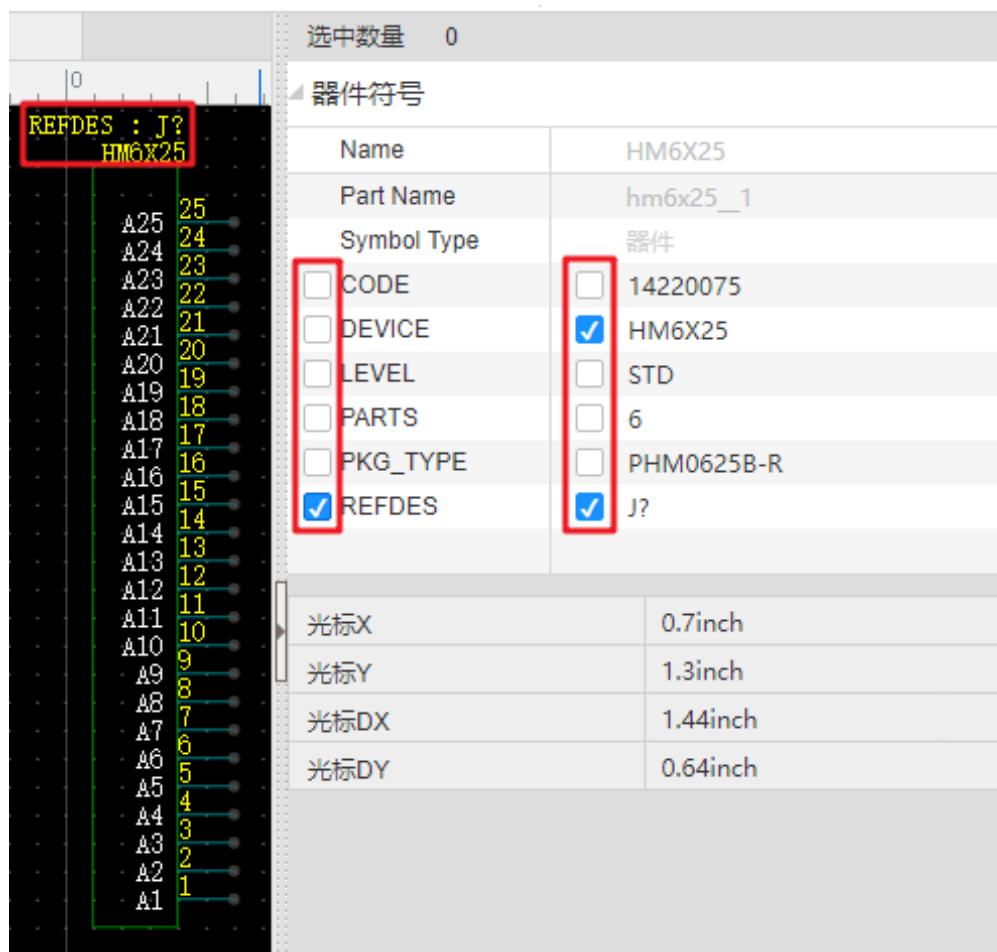 选中数量 0
0
器件符号
REFDES : J?
HM6X25
Name HM6X25
Part Name hm6x25__1
Symbol Type 器件
CODE 14220075
DEVICE HM6X25
LEVEL STD
PARTS 6
PKG_TYPE PHM0625B-R
REFDES J?
A25 25
A24 24
A23 23
A22 22
A21 21
A20 20
A19 19
A18 18
A17 17
A16 16
A15 15
A14 14
A13 13
A12 12
A11 11
A10 10
A9 9
A8 8
A7 7
A6 6
A5 5
A4 4
A3 3
A2 2
A1 1
光标X 0.7inch
光标Y 1.3inch
光标DX 1.44inch
光标DY 0.64inch